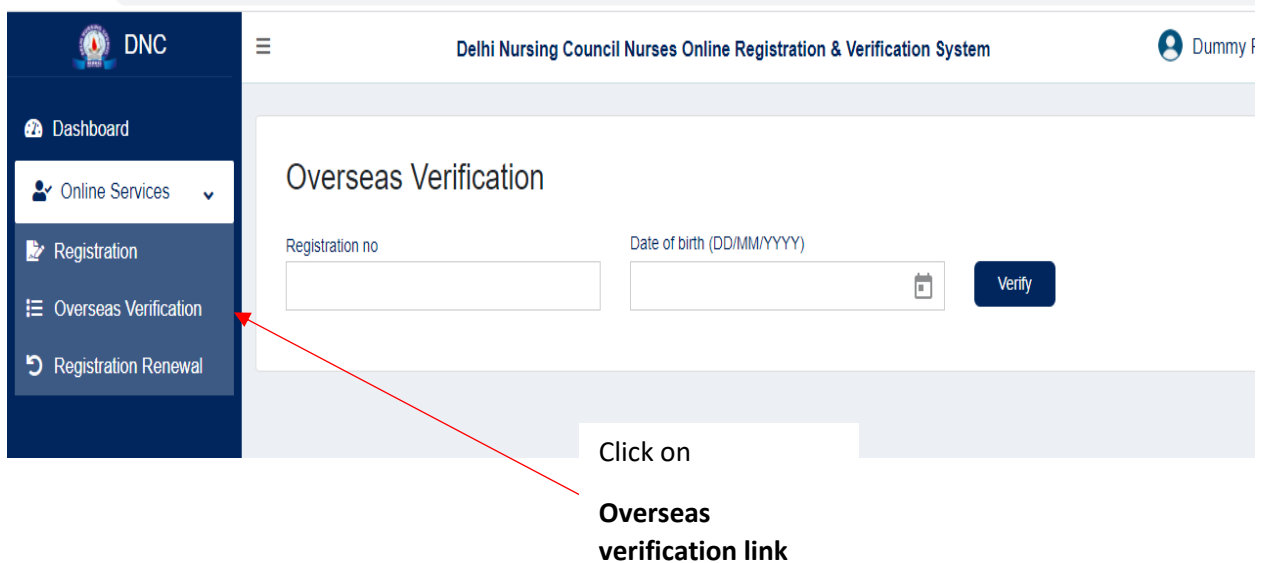 DNC
Delhi Nursing Council Nurses Online Registration & Verification System
Dummy
Dashboard
Online Services
Registration
Overseas Verification
Registration Renewal
Overseas Verification
Registration no
Date of birth (DD/MM/YYYY)
Verify
Click on
Overseas
verification link